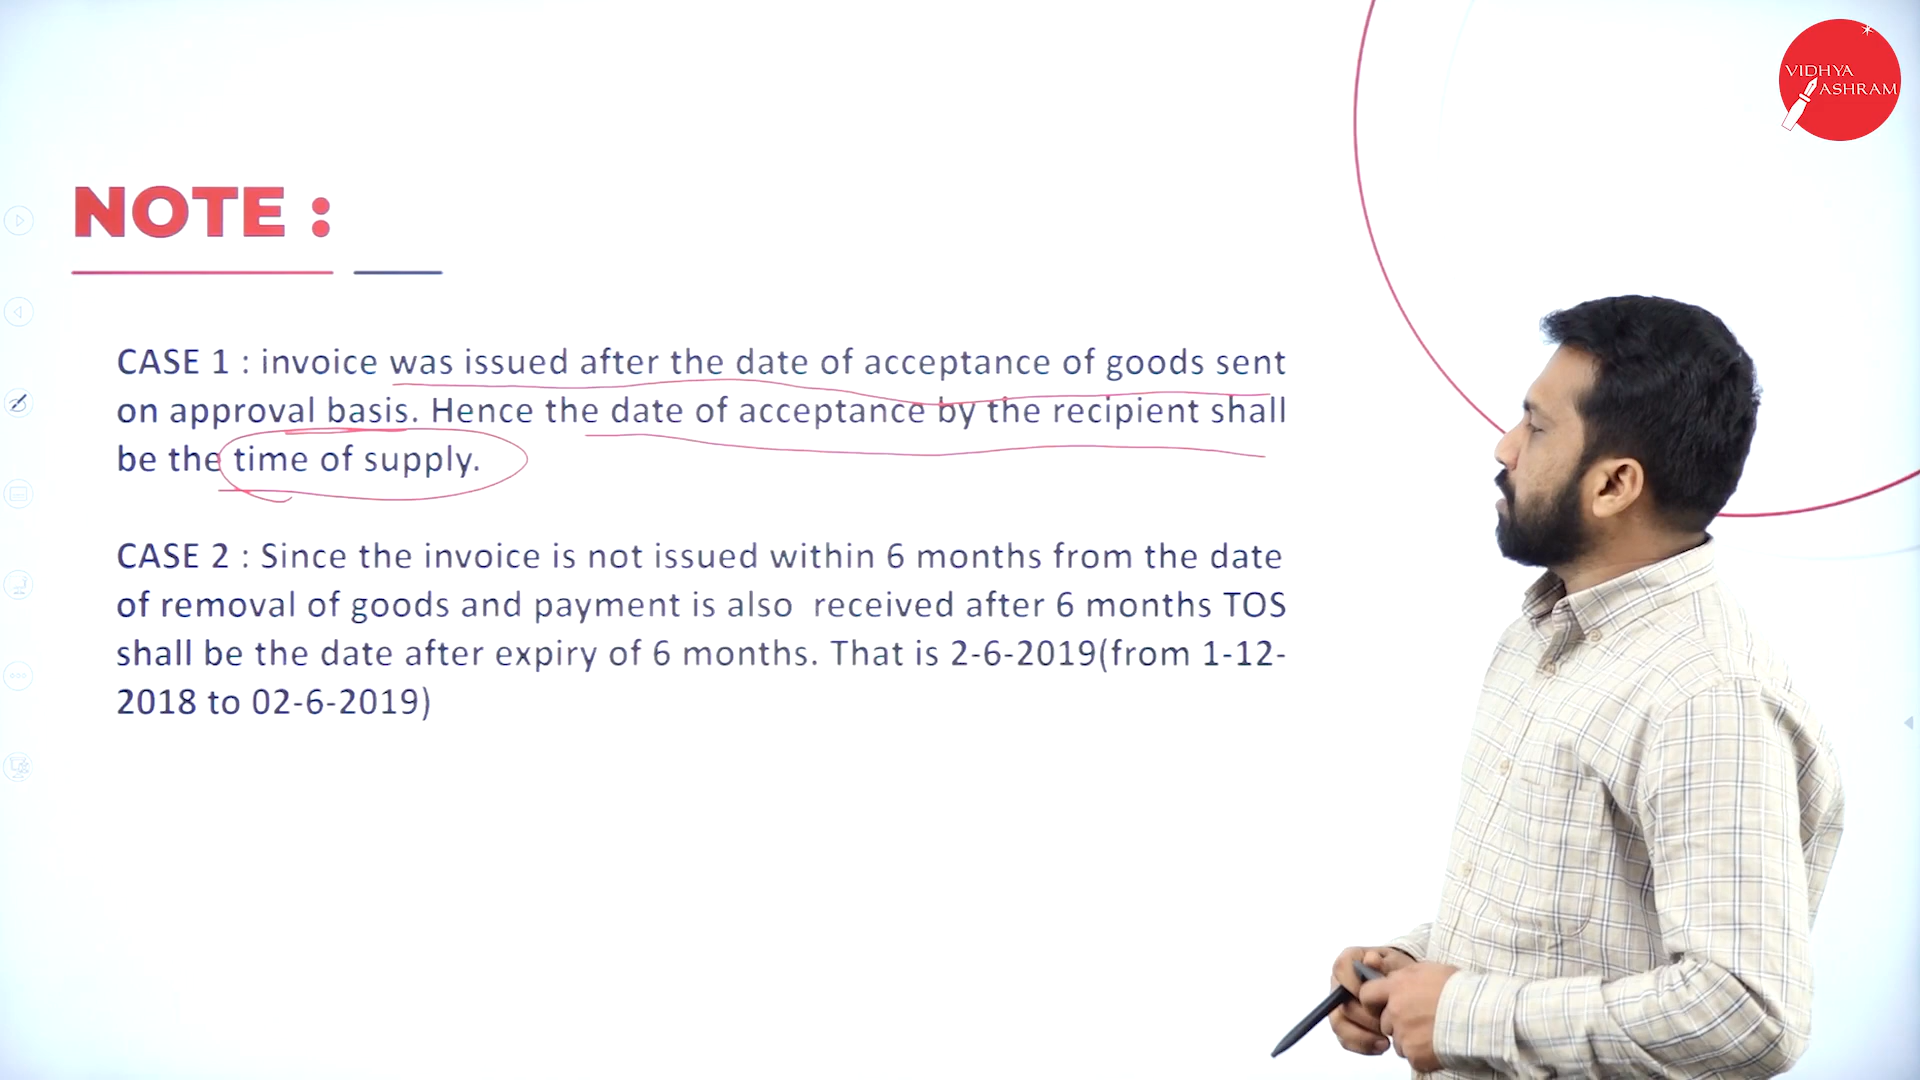 VIDHYA
ASHRAM
NOTE :
CASE 1 : invoice was issued after the date of acceptance of goods sent
on approval basis. Hence the date of acceptance by the recipient shall
be the time of supply.
CASE 2 : Since the invoice is not issued within 6 months from the date
of removal of goods and payment is also received after 6 months TOS
shall be the date after expiry of 6 months. That is 2-6-2019(from 1-12-
2018 to 02-6-2019)